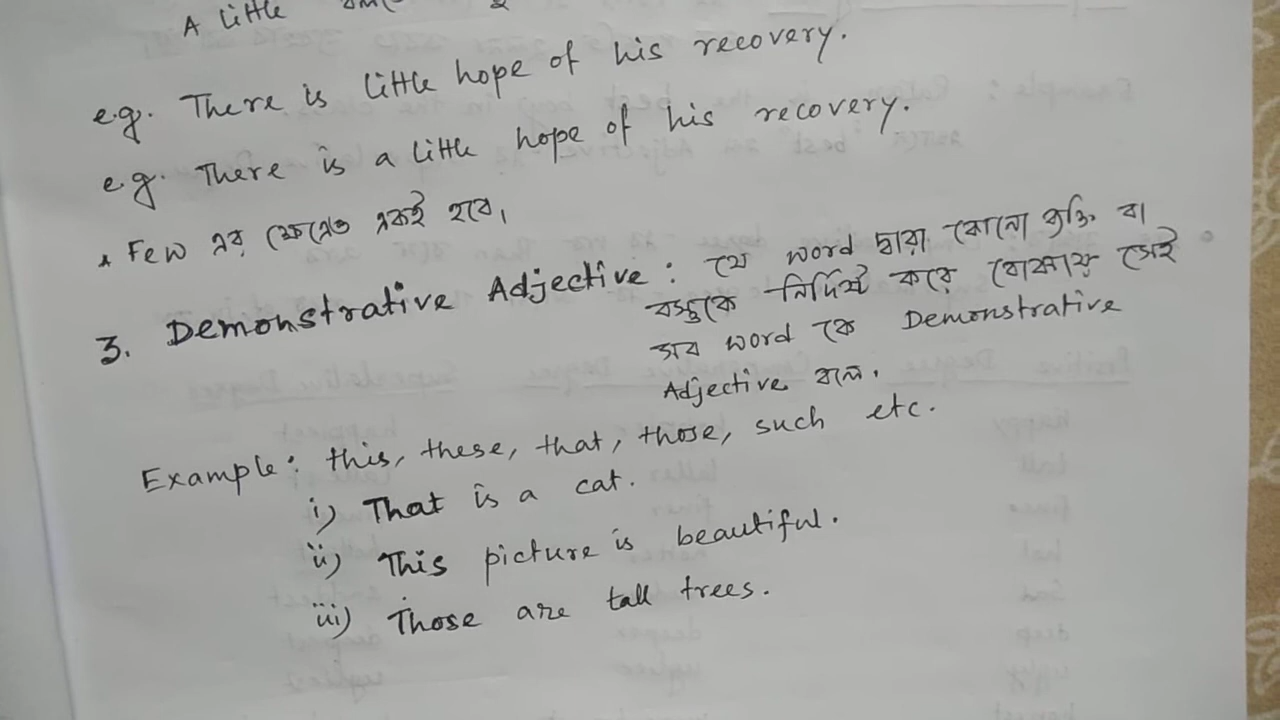 A little
e.g. There is little hope of his recovery.
e.g. There is a little hope of his recovery.
* Few এর ক্ষেত্রেও একই হবে।
3. Demonstrative Adjective : যে word দ্বারা কোনো ব্যক্তি বা
বস্তুকে নির্দিষ্ট করে বোঝায় সেই
সব word কে Demonstrative
Adjective বলে.
Example: this, these, that, those, such etc.
i) That is a cat.
ii) This picture is beautiful.
iii) Those are tall trees.